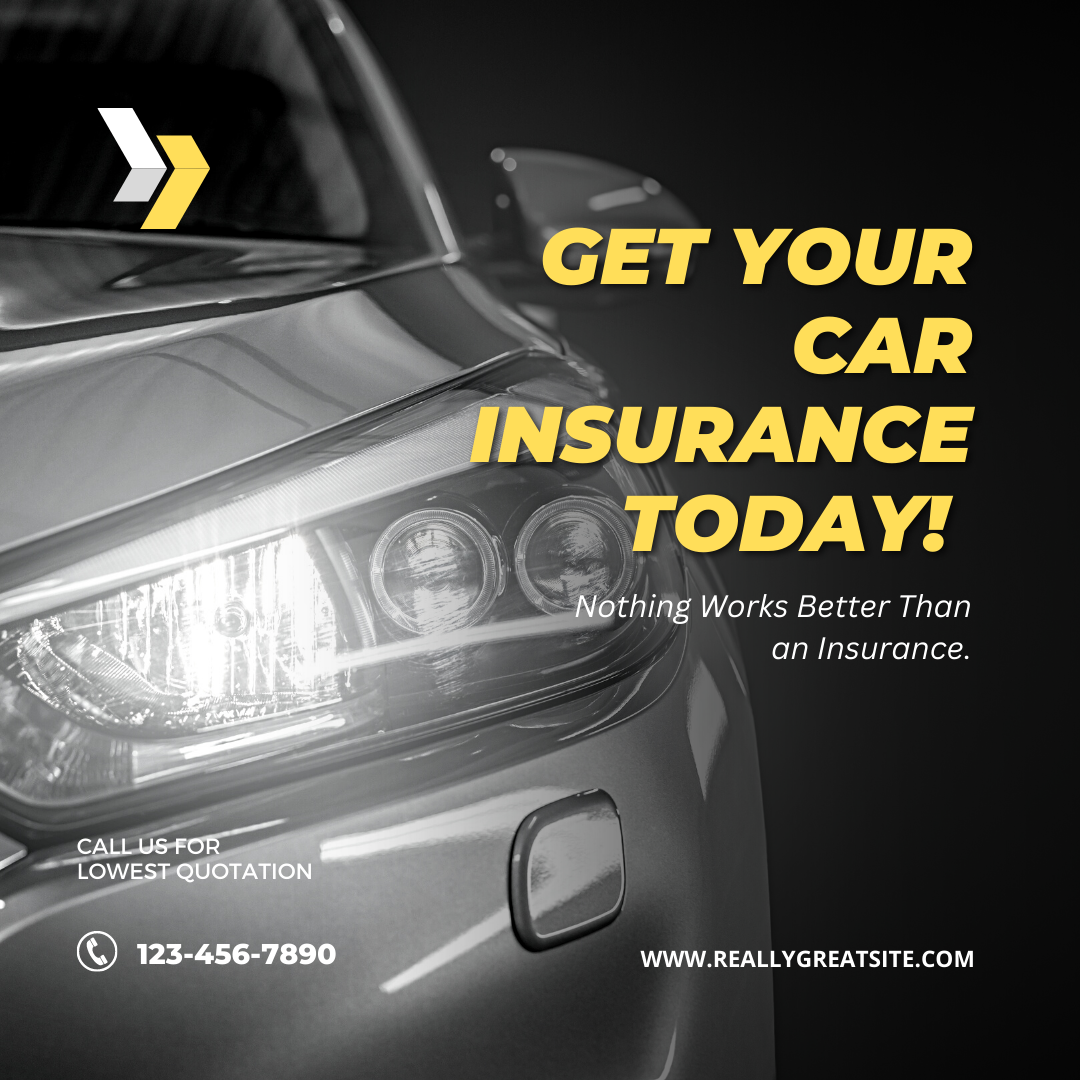 GET YOUR
CAR
INSURANCE
TODAY!
Nothing Works Better Than
an Insurance.
CALL US FOR
LOWEST QUOTATION
123-456-7890
WWW.REALLYGREATSITE.COM